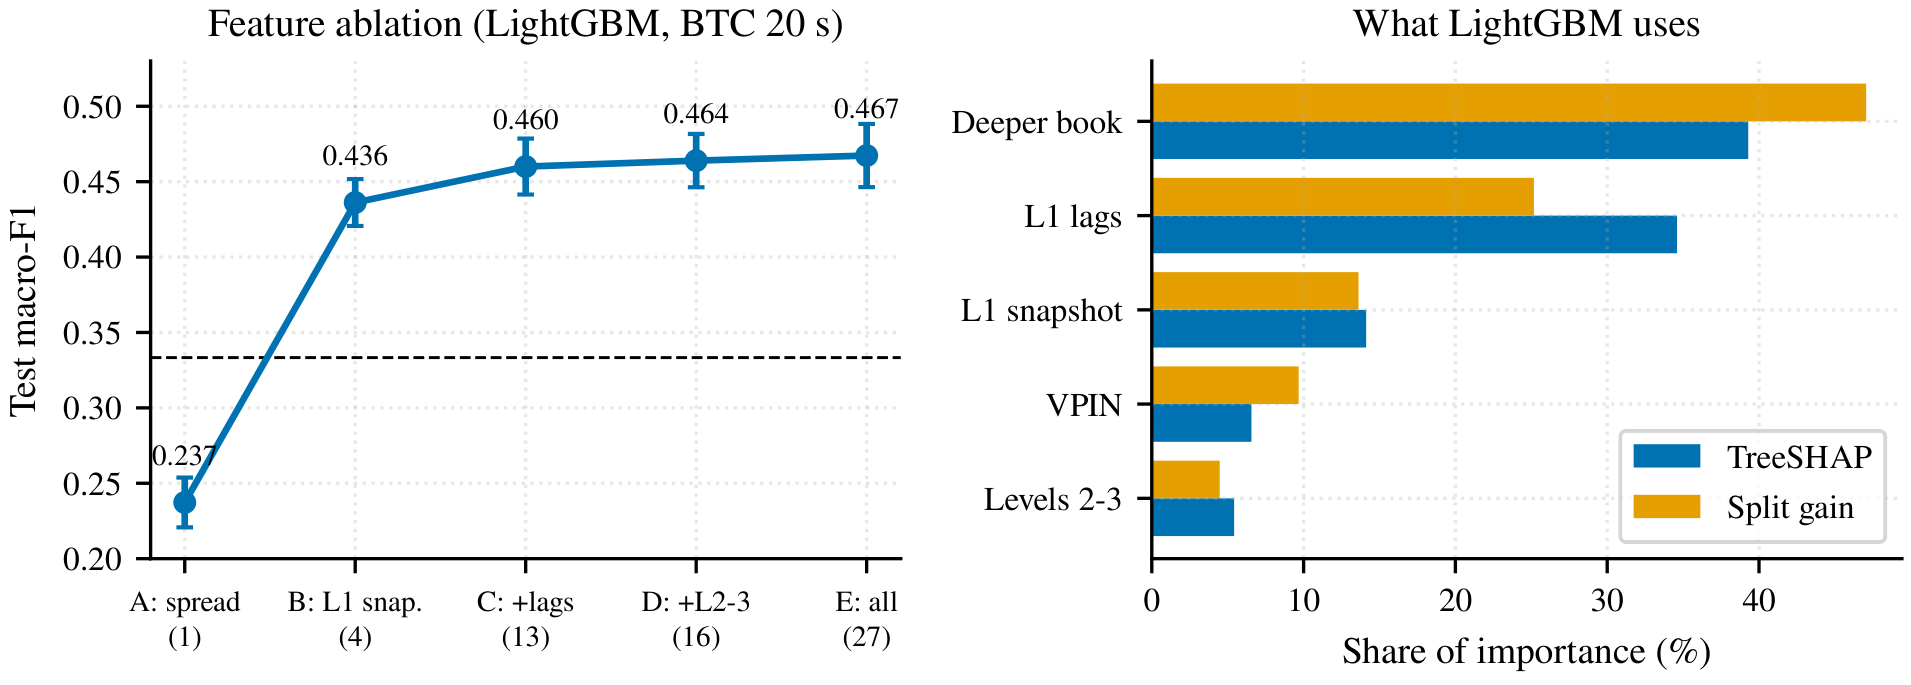 Feature ablation (LightGBM, BTC 20 s)
Test macro-F1
0.50
0.45
0.40
0.35
0.30
0.25
0.20
0.237
0.436
0.460
0.464
0.467
A: spread
(1)
B: L1 snap.
(4)
C: +lags
(13)
D: +L2-3
(16)
E: all
(27)
What LightGBM uses
Deeper book
L1 lags
L1 snapshot
VPIN
Levels 2-3
TreeSHAP
Split gain
0
10
20
30
40
Share of importance (%)